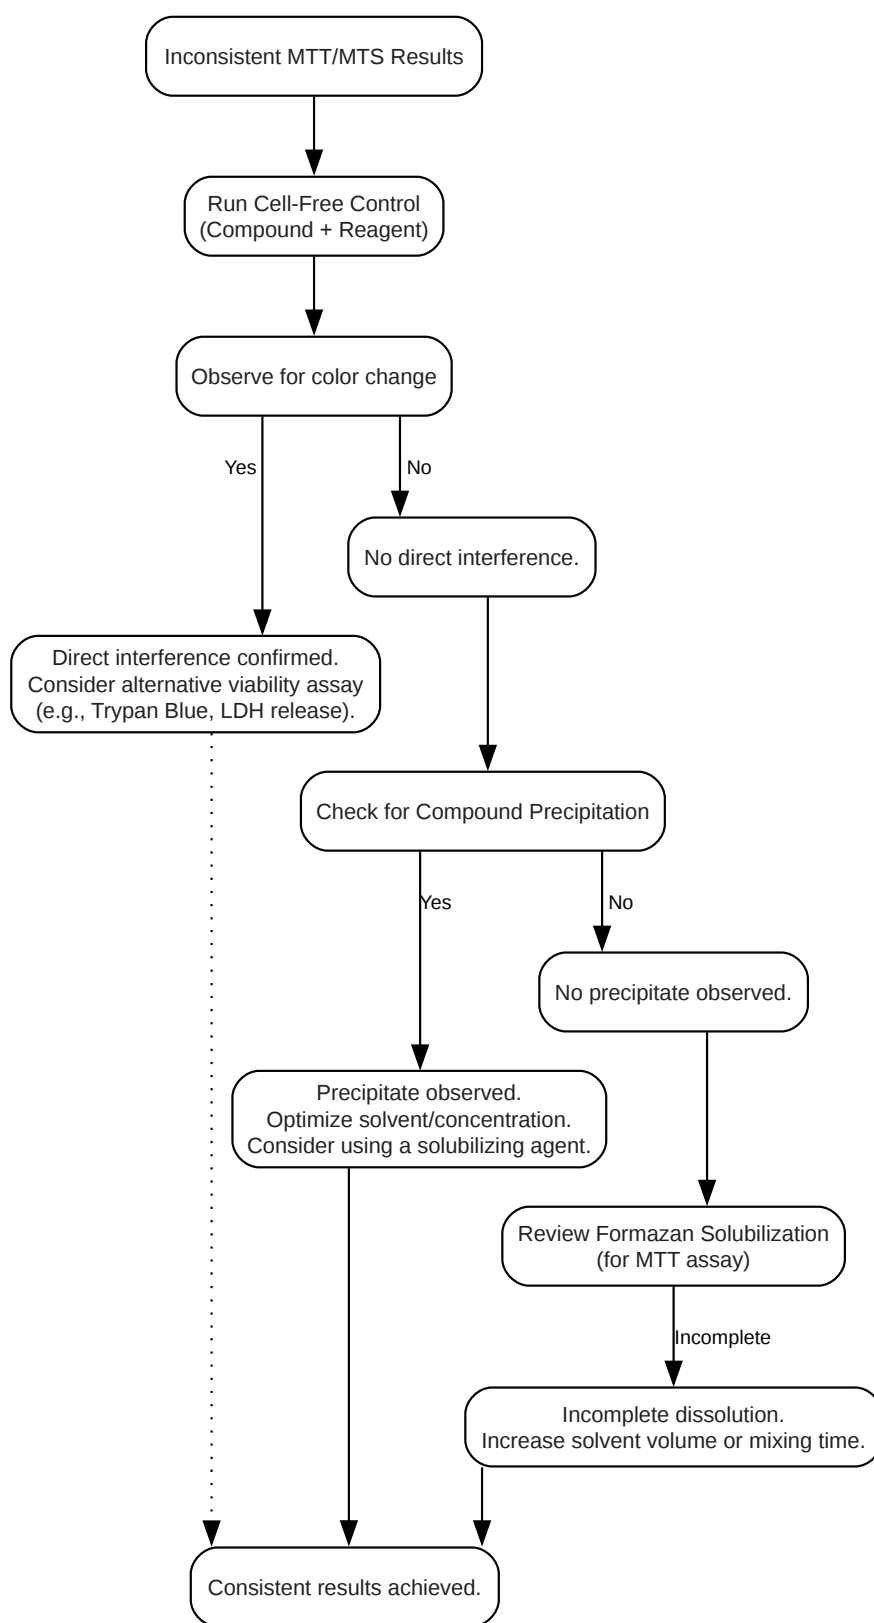 Inconsistent MTT/MTS Results
Run Cell-Free Control
(Compound + Reagent)
Observe for color change
Yes
No
No direct interference.
Direct interference confirmed.
Consider alternative viability assay
(e.g., Trypan Blue, LDH release).
Check for Compound Precipitation
Yes
No
No precipitate observed.
Precipitate observed.
Optimize solvent/concentration.
Consider using a solubilizing agent.
Review Formazan Solubilization
(for MTT assay)
Incomplete
Incomplete dissolution.
Increase solvent volume or mixing time.
Consistent results achieved.